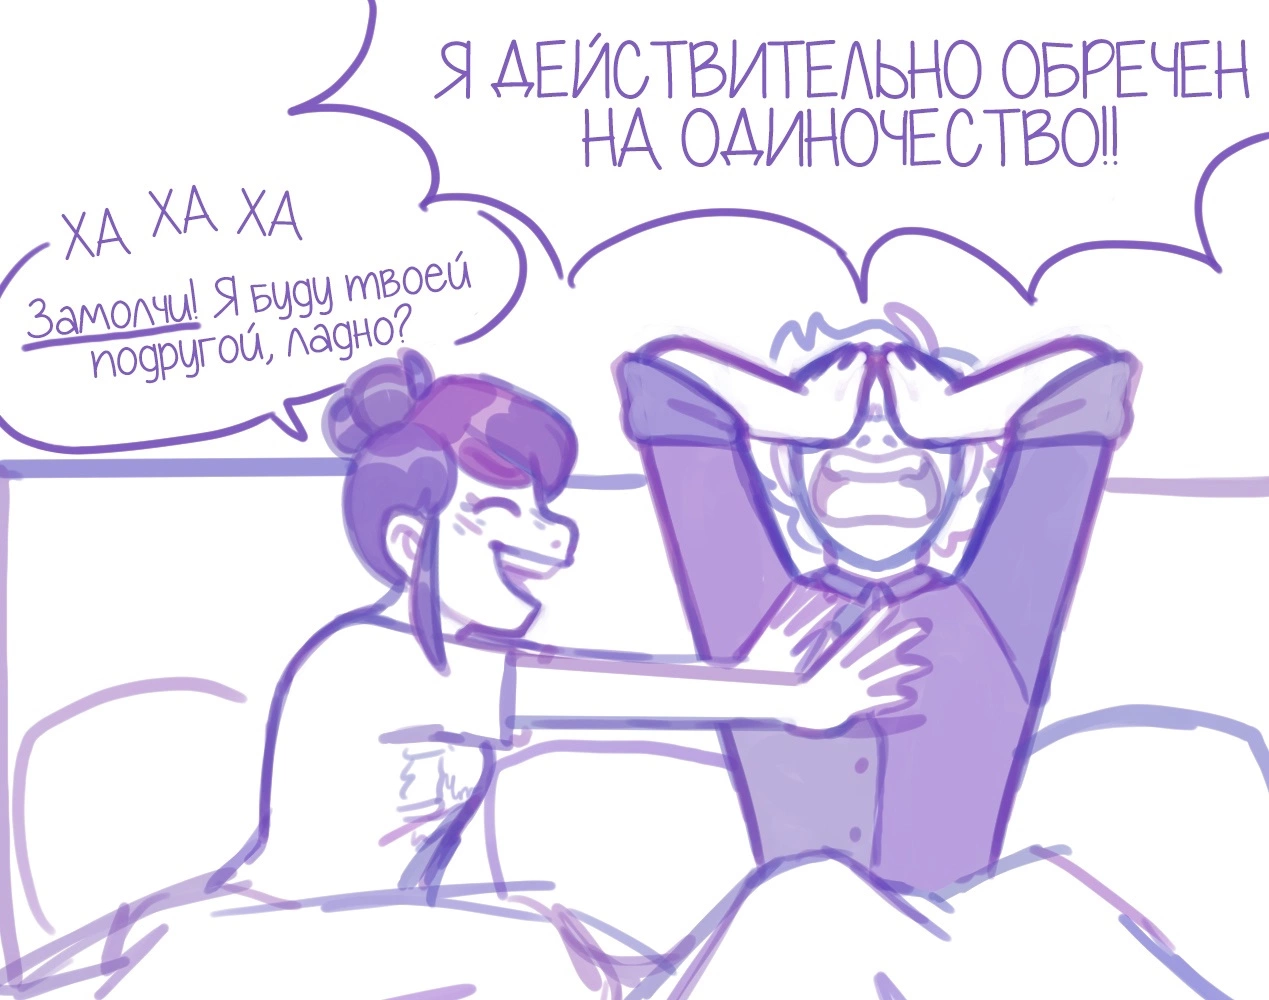 Я ДЕЙСТВИТЕЛЬНО ОБРЕЧЕН
НА ОДИНОЧЕСТВО!!
ХА ХА ХА
Замолчи! Я буду твоей
подругой, ладно?